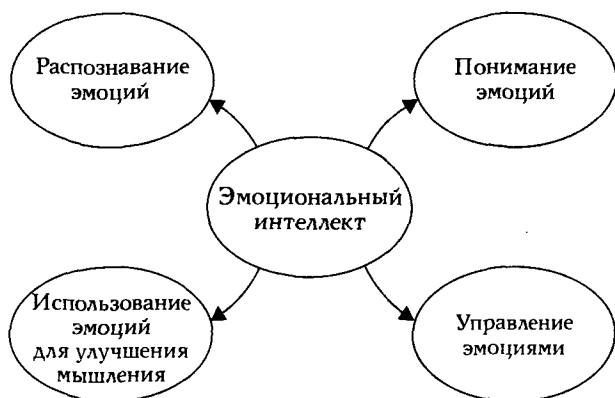 Распознавание
эмоций
Понимание
эмоций
Эмоциональный
интеллект
Использование
эмоций
для улучшения
мышления
Управление
эмоциями